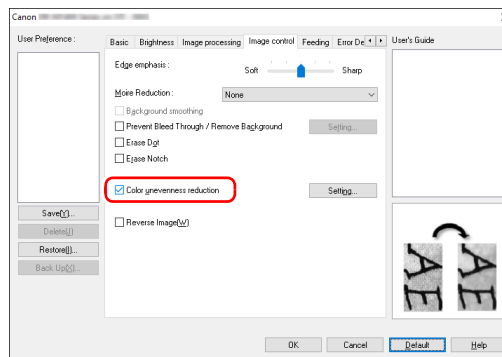 Canon
User Preference :
Basic Brightness Image processing Image control Feeding Error De
User's Guide
Edge emphasis :
Soft Sharp
Moire Reduction :
None
Background smoothing
Prevent Bleed Through / Remove Background
Setting...
Erase Dot
Erase Notch
Color unevenness reduction
Setting...
Reverse Image(W)
Save(Y)...
Delete(J)
Restore(I)...
Back Up(X)...
AE
AE
OK Cancel Default Help